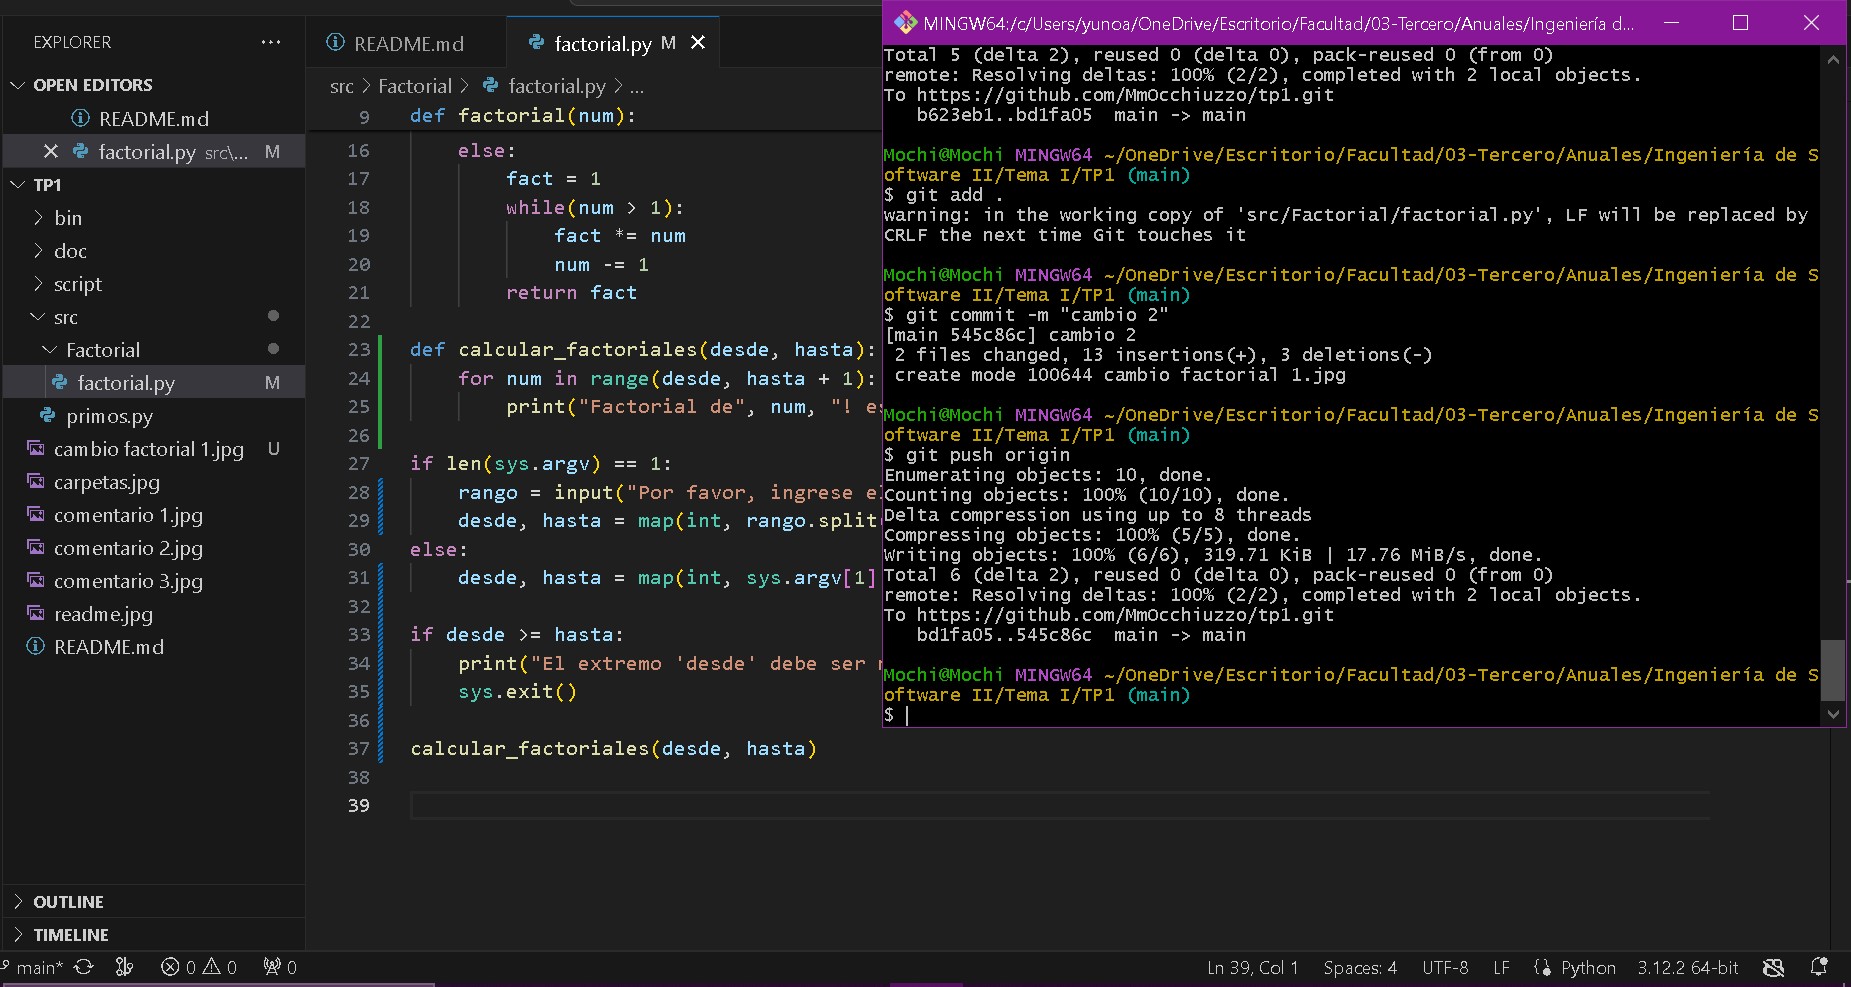 EXPLORER
OPEN EDITORS
README.md
factorial.py src\... M
TP1
bin
doc
script
src
Factorial
factorial.py M
primos.py
cambio factorial 1.jpg U
carpetas.jpg
comentario 1.jpg
comentario 2.jpg
comentario 3.jpg
readme.jpg
README.md
OUTLINE
TIMELINE
README.md
factorial.py M
src > Factorial > factorial.py > ...
9 def factorial(num):
16 else:
17 fact = 1
18 while(num > 1):
19 fact *= num
20 num -= 1
21 return fact
22
23 def calcular_factoriales(desde, hasta):
24 for num in range(desde, hasta + 1):
25 print("Factorial de", num, "! es
26
27 if len(sys.argv) == 1:
28 rango = input("Por favor, ingrese el
29 desde, hasta = map(int, rango.split(
30 else:
31 desde, hasta = map(int, sys.argv[1]
32
33 if desde >= hasta:
34 print("El extremo 'desde' debe ser
35 sys.exit()
36
37 calcular_factoriales(desde, hasta)
38
39
MINGW64:/c/Users/yunoa/OneDrive/Escritorio/Facultad/03-Tercero/Anuales/Ingeniería d...
Total 5 (delta 2), reused 0 (delta 0), pack-reused 0 (from 0)
remote: Resolving deltas: 100% (2/2), completed with 2 local objects.
To https://github.com/MmOcchiuzzo/tp1.git
b623eb1..bd1fa05 main -> main
Mochi@Mochi MINGW64 ~/OneDrive/Escritorio/Facultad/03-Tercero/Anuales/Ingeniería de S
oftware II/Tema I/TP1 (main)
$ git add .
warning: in the working copy of 'src/Factorial/factorial.py', LF will be replaced by
CRLF the next time Git touches it
Mochi@Mochi MINGW64 ~/OneDrive/Escritorio/Facultad/03-Tercero/Anuales/Ingeniería de S
oftware II/Tema I/TP1 (main)
$ git commit -m "cambio 2"
[main 545c86c] cambio 2
2 files changed, 13 insertions(+), 3 deletions(-)
create mode 100644 cambio factorial 1.jpg
Mochi@Mochi MINGW64 ~/OneDrive/Escritorio/Facultad/03-Tercero/Anuales/Ingeniería de S
oftware II/Tema I/TP1 (main)
$ git push origin
Enumerating objects: 10, done.
Counting objects: 100% (10/10), done.
Delta compression using up to 8 threads
Compressing objects: 100% (5/5), done.
Writing objects: 100% (6/6), 319.71 KiB | 17.76 MiB/s, done.
Total 6 (delta 2), reused 0 (delta 0), pack-reused 0 (from 0)
remote: Resolving deltas: 100% (2/2), completed with 2 local objects.
To https://github.com/MmOcchiuzzo/tp1.git
bd1fa05..545c86c main -> main
Mochi@Mochi MINGW64 ~/OneDrive/Escritorio/Facultad/03-Tercero/Anuales/Ingeniería de S
oftware II/Tema I/TP1 (main)
$
main* 0 0 0 Ln 39, Col 1 Spaces: 4 UTF-8 LF Python 3.12.2 64-bit